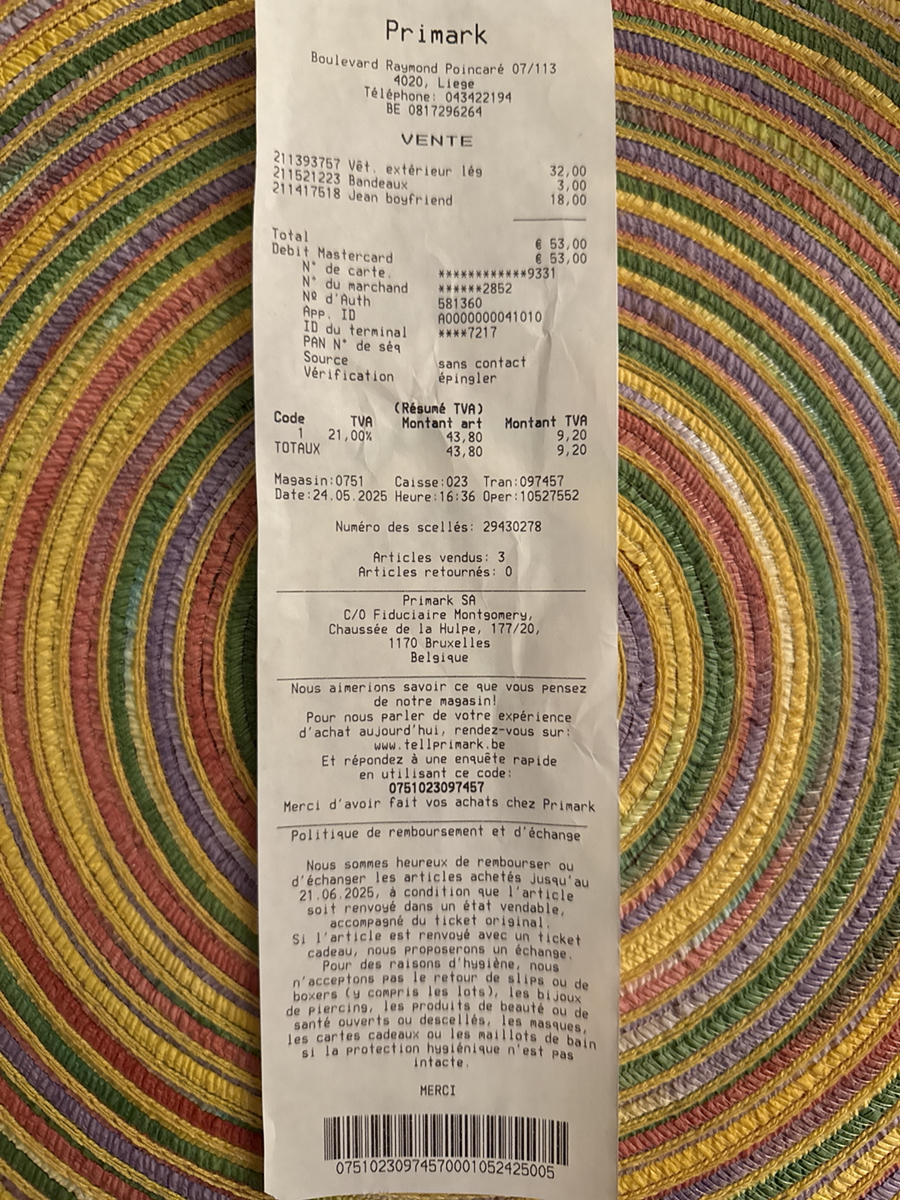 Primark
Boulevard Raymond Poincaré 07/113
4020, Liege
Téléphone: 043422194
BE 0817296264
VENTE
211393757 Vêt. extérieur lég 32,00
211521223 Bandeaux 3,00
211417518 Jean boyfriend 18,00
Total € 53,00
Debit Mastercard € 53,00
N° de carte. ************9331
N° du marchand ******2852
Nº d'Auth 581360
App. ID A0000000041010
ID du terminal ****7217
PAN N° de séq
Source sans contact
Vérification épingler
(Résumé TVA)
Code TVA Montant art Montant TVA
1 21,00% 43,80 9,20
TOTAUX 43,80 9,20
Magasin:0751 Caisse:023 Tran:097457
Date:24.05.2025 Heure:16:36 Oper:10527552
Numéro des scellés: 29430278
Articles vendus: 3
Articles retournés: 0
Primark SA
C/O Fiduciaire Montgomery,
Chaussée de la Hulpe, 177/20,
1170 Bruxelles
Belgique
Nous aimerions savoir ce que vous pensez
de notre magasin!
Pour nous parler de votre expérience
d'achat aujourd'hui, rendez-vous sur:
www.tellprimark.be
Et répondez à une enquête rapide
en utilisant ce code:
0751023097457
Merci d'avoir fait vos achats chez Primark
Politique de remboursement et d'échange
Nous sommes heureux de rembourser ou
d'échanger les articles achetés jusqu'au
21.06.2025, à condition que l'article
soit renvoyé dans un état vendable,
accompagné du ticket original.
Si l'article est renvoyé avec un ticket
cadeau, nous proposerons un échange.
Pour des raisons d'hygiène, nous
n'acceptons pas le retour de slips ou de
boxers (y compris les lots), les bijoux
de piercing, les produits de beauté ou de
santé ouverts ou descellés, les masques,
les cartes cadeaux ou les maillots de bain
si la protection hygiénique n'est pas
intacte.
MERCI
07510230974570001052425005